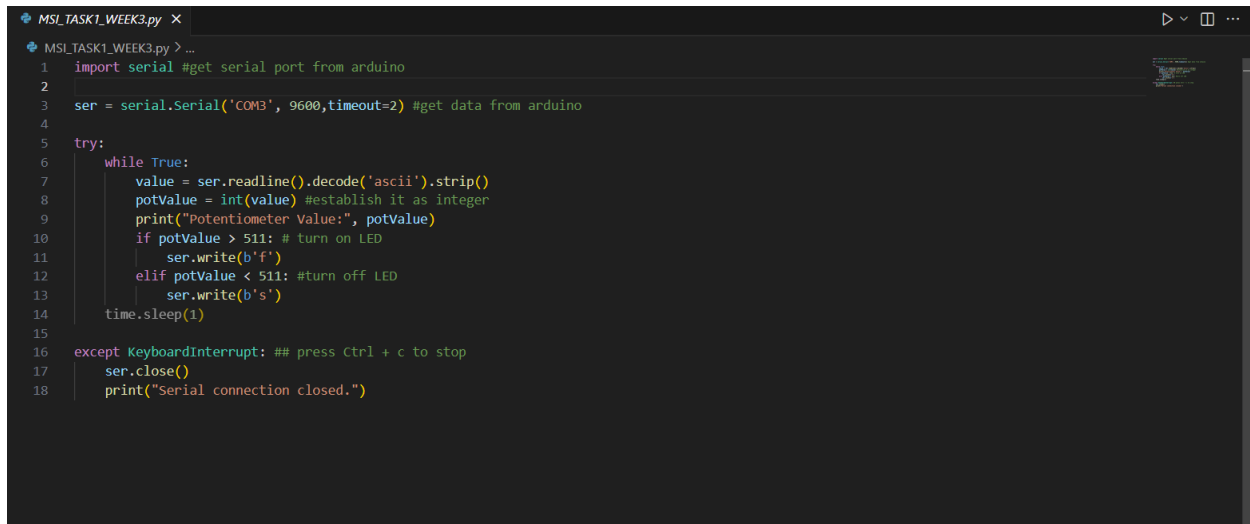 MSI_TASK1_WEEK3.py ×
MSI_TASK1_WEEK3.py > ...
1 import serial #get serial port from arduino
2
3 ser = serial.Serial('COM3', 9600,timeout=2) #get data from arduino
4
5 try:
6     while True:
7         value = ser.readline().decode('ascii').strip()
8         potValue = int(value) #establish it as integer
9         print("Potentiometer Value:", potValue)
10         if potValue > 511: # turn on LED
11             ser.write(b'f')
12         elif potValue < 511: #turn off LED
13             ser.write(b's')
14     time.sleep(1)
15
16 except KeyboardInterrupt: ## press Ctrl + c to stop
17     ser.close()
18     print("Serial connection closed.")